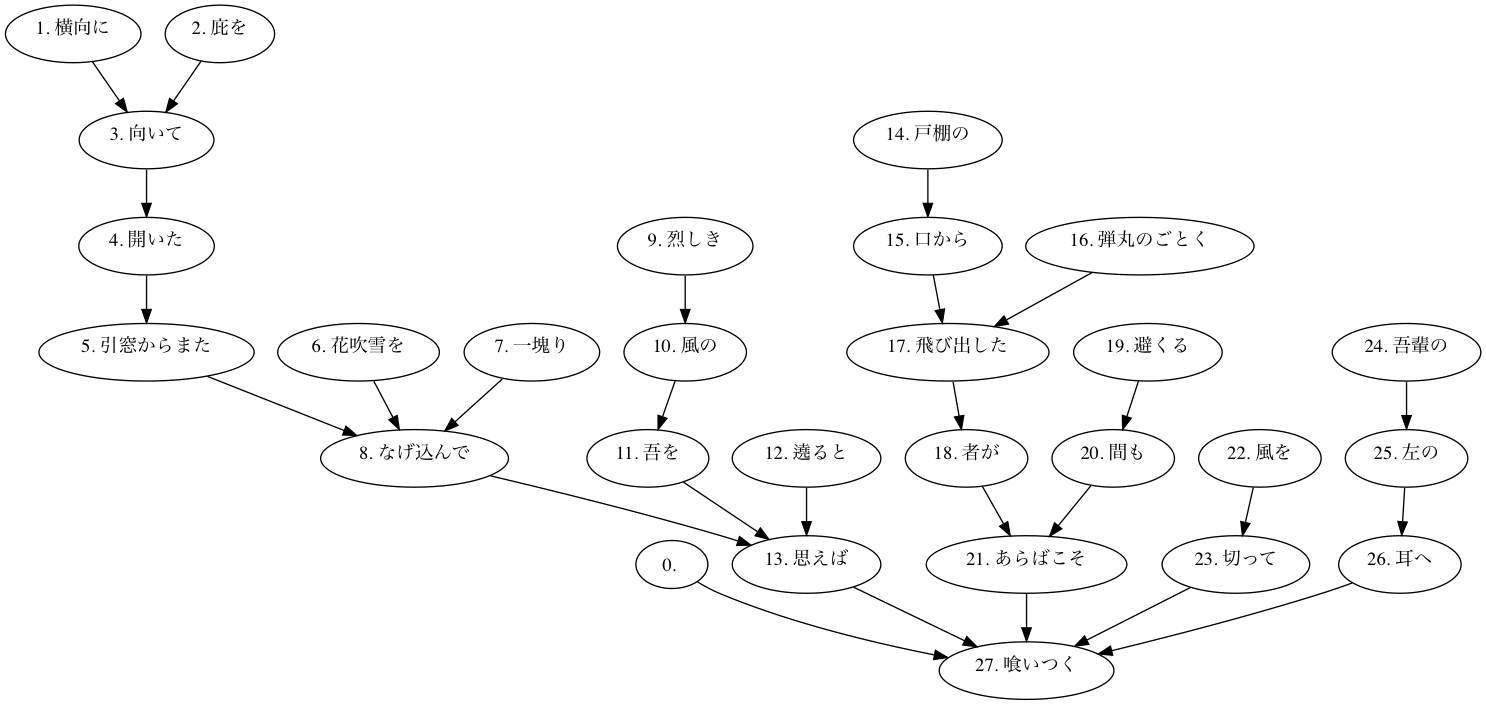 0.
1. 横向に
2. 庇を
3. 向いて
4. 開いた
5. 引窓からまた
6. 花吹雪を
7. 一塊り
8. なげ込んで
9. 烈しき
10. 風の
11. 吾を
12. 遶ると
13. 思えば
14. 戸棚の
15. 口から
16. 弾丸のごとく
17. 飛び出した
18. 者が
19. 避くる
20. 間も
21. あらばこそ
22. 風を
23. 切って
24. 吾輩の
25. 左の
26. 耳へ
27. 喰いつく